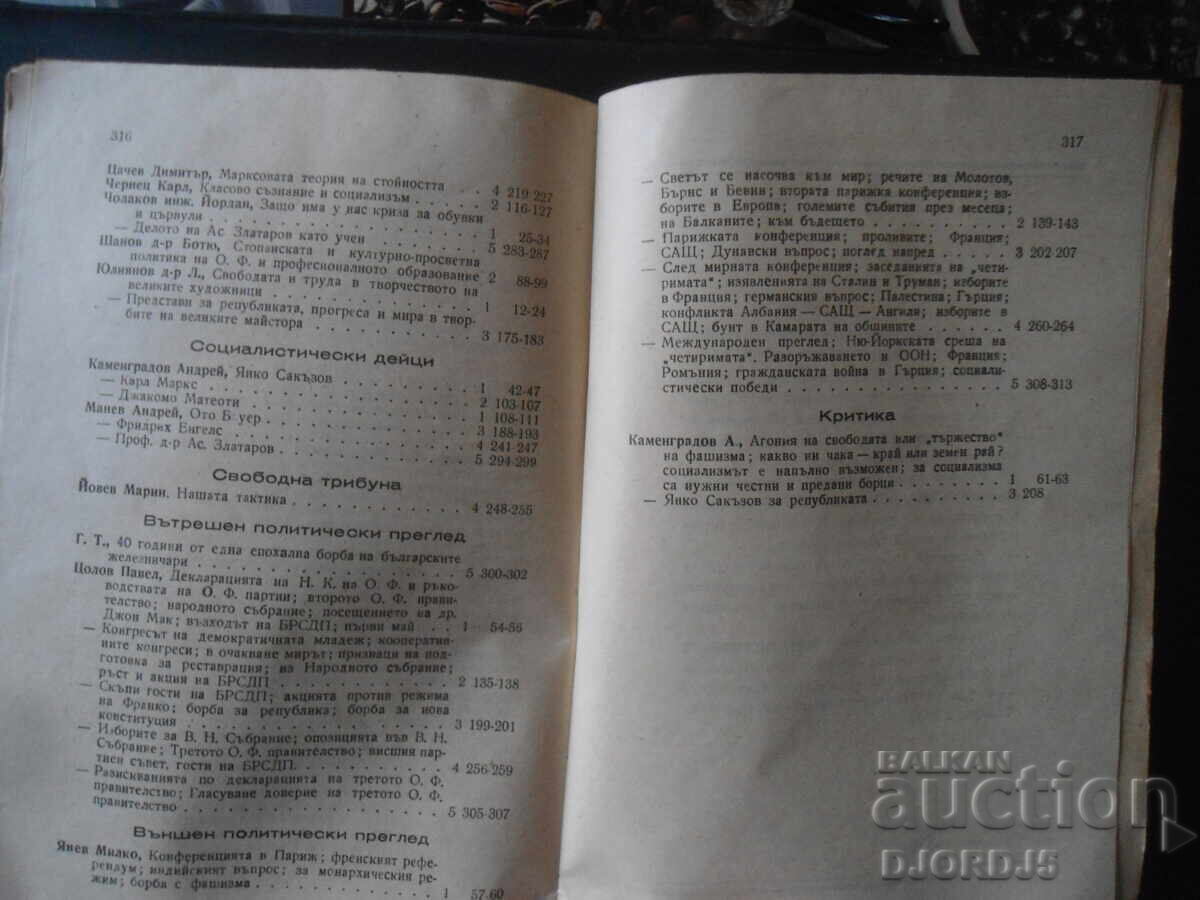 316
Цачев Димитър, Марксовата теория на стойността . . 4 219-227
Чернец Карл, Класово съзнание и социализъм . . . . 2 116-127
Чолаков инж. Йордан, Защо има у нас криза за обувки
и цървули . . . . . . . . . 1 25-34
— Делото на Ас Златаров като учен . . . . . 5 283-287
Шанов д-р Ботю, Стопанската и културно-просветна
политика на О. Ф. и професионалното образование 2 88-99
Юлиянов д-р Л., Свободата и труда в творчеството на
великите художници . . . . . . . . 1 12-24
— Представи за републиката, прогреса и мира в твор-
бите на великите майстора . . . . . . . 3 175-183
Социалистически дейци
Каменградов Андрей, Янко Сакъзов . . . . . . 1 42-47
— Карл Маркс . . . . . . . . . 2 103-107
— Джакомо Матеоти . . . . . . . . 1 108-111
Манев Андрей, Ото Бауер . . . . . . . . 3 188-193
— Фридрих Енгелс . . . . . . . . 4 241-247
— Проф. д-р Ас. Златаров . . . . . . . 5 294-299
Свободна трибуна
Йовев Марин. Нашата тактика . . . . . . . 4 248-255
Вътрешен политически преглед
Г. Т., 40 години от една епохална борба на българските
железничари . . . . . . . . . 5 300-302
Цолов Павел, Декларацията на Н. К. на О. Ф. и ръко-
водствата на О. Ф. партии; второто О. Ф. прави-
телство; народното събрание; посещението на др.
Джон Мак; възходът на БРСДП; първи май . . 1 54-56
— Конгресът на демократичната младеж; кооператив-
ните конгреси; в очакване мирът; призваци на под-
готовка за реставрация; из Народното събрание;
ръст и акция на БРСДП . . . . . . . 2 135-138
— Скъпи гости на БРСДП; акцията против режима
на Франко; борба за република; борба за нова
конституция . . . . . . . . . 3 199-201
— Изборите за В. Н. Събрание; опозицията във В. Н.
Събрание; Третото О. Ф. правителство; висшия пар-
тиен съвет, гости на БРСДП. . . . . . . 4 256-259
— Разискванията по декларацията на третото О. Ф.
правителство; Гласуване доверие на третото О. Ф.
правителство . . . . . . . . . 5 305-307
Външен политически преглед
Янев Милко, Конференцията в Париж; френският рефе-
рендум; индийският въпрос; за монархическия ре-
жим; борба с фашизма . . . . . . . 1 57-60
317
— Светът се насочва към мир; речите на Молотов,
Бърнс и Бевин; втората парижка конференция; из-
борите в Европа; големите събития през месеца;
на Балканите; към бъдещето . . . . . . 2 139-143
— Парижката конференция; проливите; Франция;
САЩ; Дунавски въпрос; поглед напред . . . 3 202-207
— След мирната конференция; заседанията на „чети-
римата“; изявленията на Сталин и Труман; изборите
в Франция; германския въпрос; Палестина; Гърция;
конфликта Албания — САЩ — Англия; изборите в
САЩ; бунт в Камарата на общините . . . . 4 260-264
— Международен преглед; Ню-Йоркската среща на
„четиримата“. Разоръжаването в ООН; Франция;
Ромъния; гражданската война в Гърция; социали-
стически победи . . . . . . . . 5 308-313
Критика
Каменградов А., Агония на свободята или „тържество“
на фашизма; какво ни чака — край или земен рай?
социализмът е напълно възможен; за социализма
са нужни честни и предани борци . . . . . 1 61-63
— Янко Сакъзов за републиката . . . . . . 3 208
BALKAN
auction
DJORDJ5